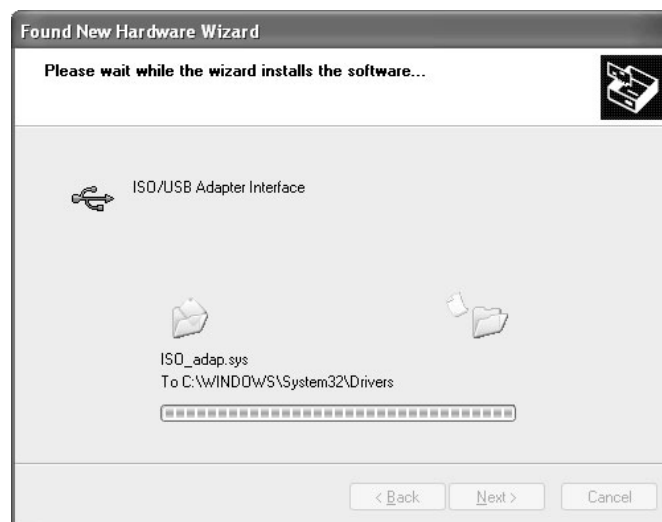 Found New Hardware Wizard
Please wait while the wizard installs the software...
ISO/USB Adapter Interface
ISO_adap.sys
To C:\WINDOWS\System32\Drivers
< Back Next > Cancel